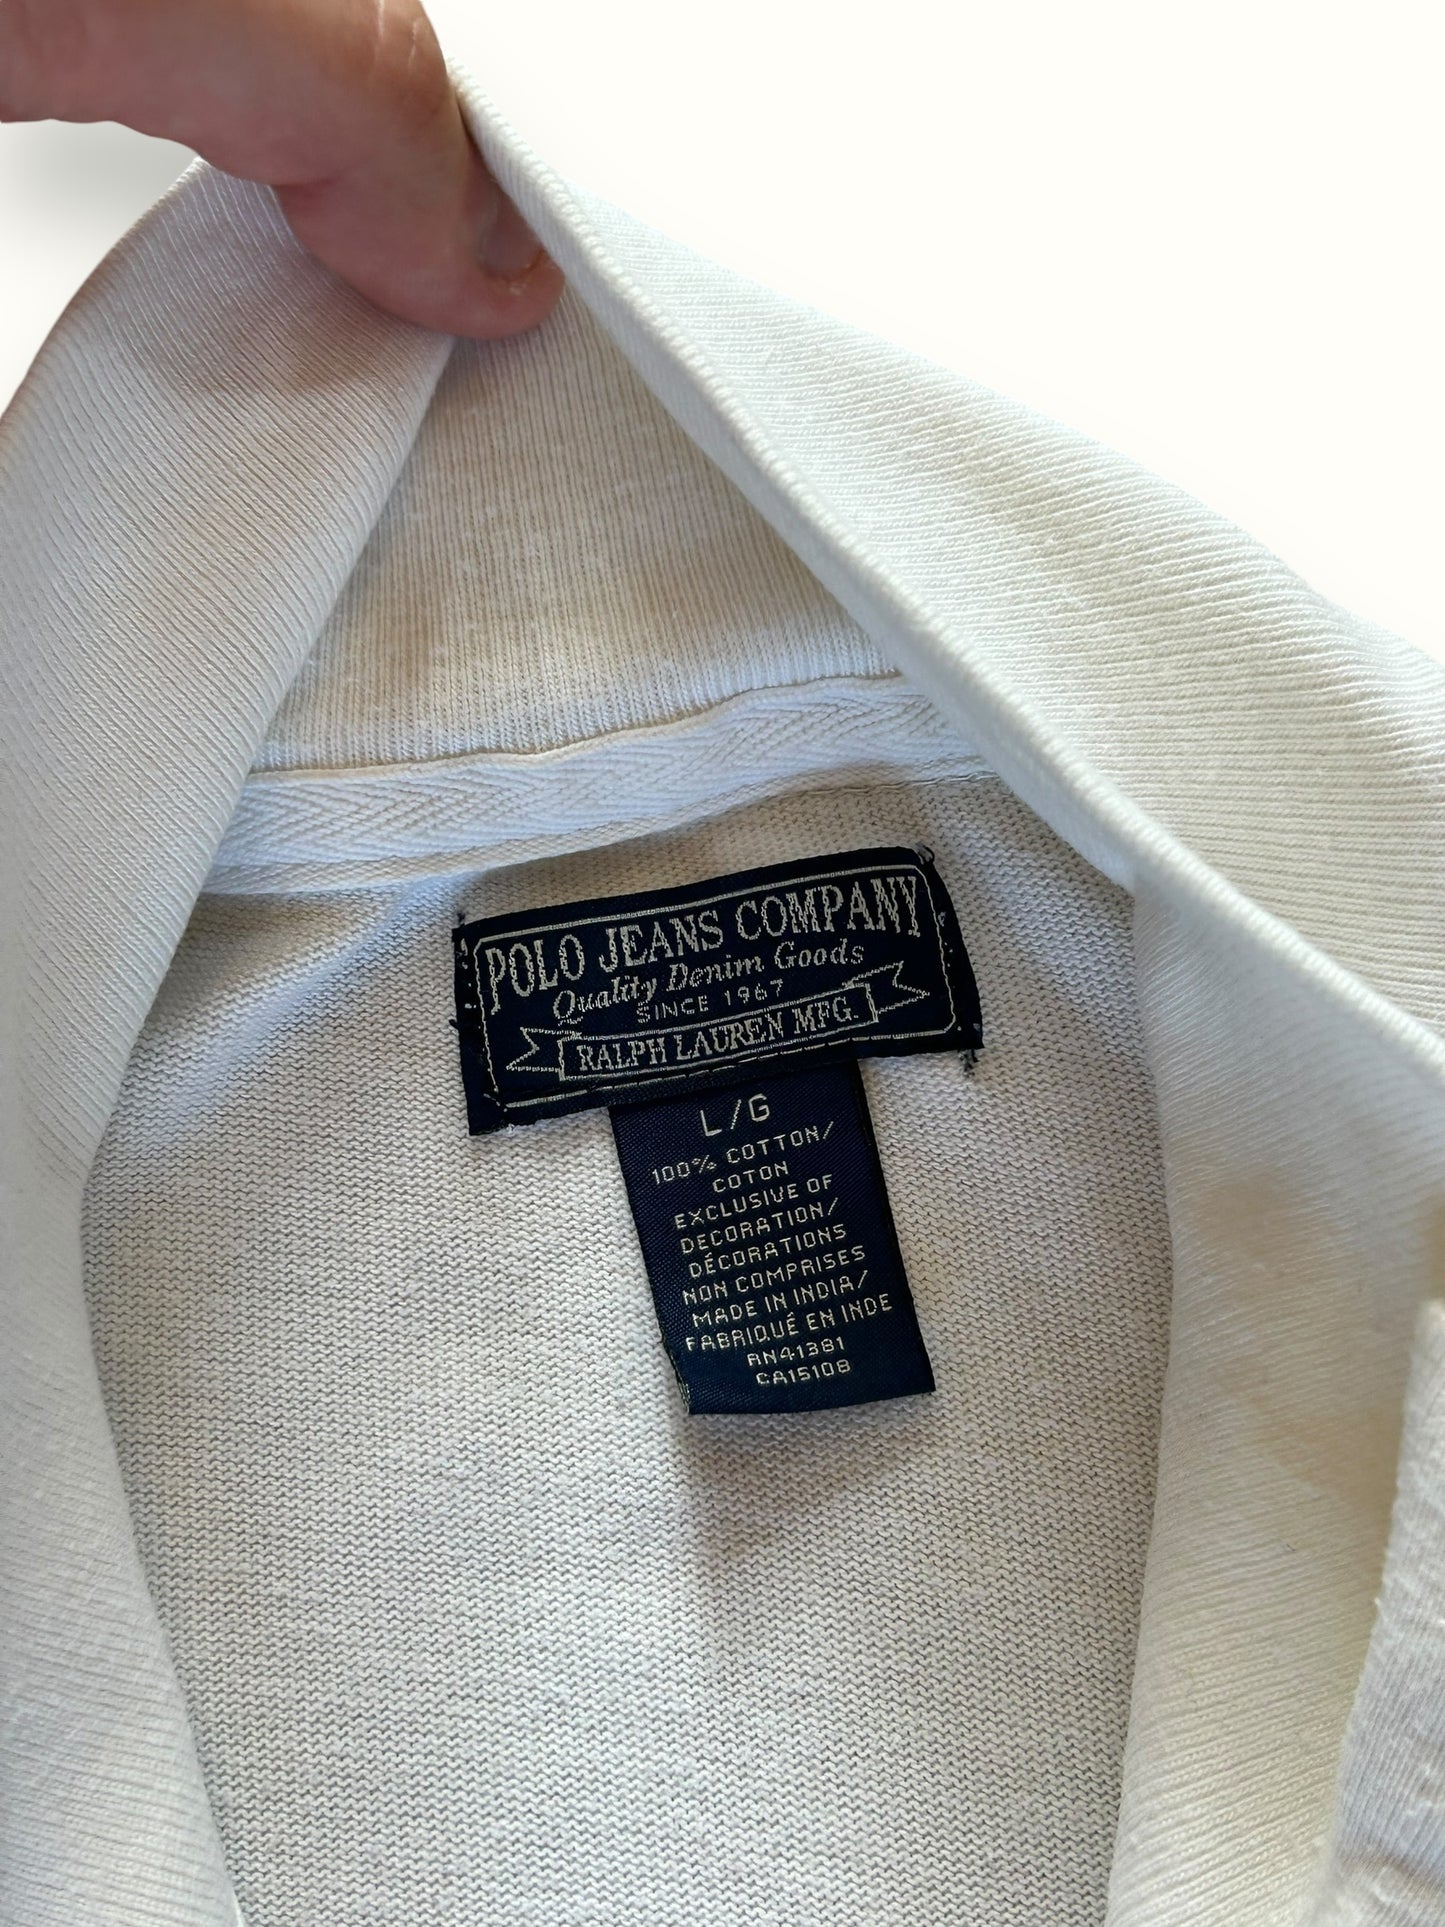 POLO JEANS COMPANY
Quality Denim Goods
SINCE 1967
RALPH LAUREN MFG.
L/G
100% COTTON/
COTON
EXCLUSIVE OF
DECORATION/
DÉCORATIONS
NON COMPRISES
MADE IN INDIA/
FABRIQUÉ EN INDE
RN41381
CA15108